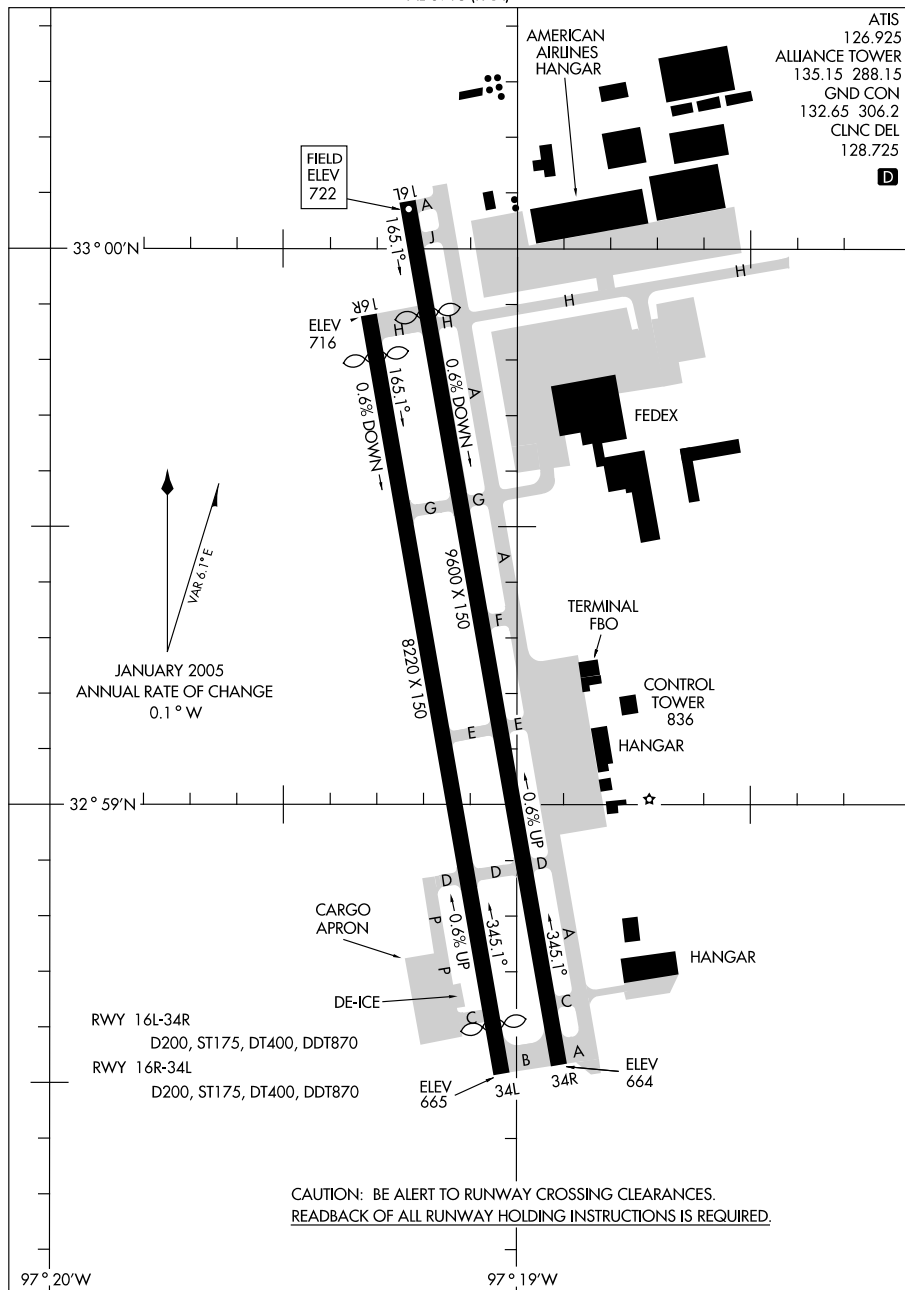 ATIS
126.925
ALLIANCE TOWER
135.15 288.15
GND CON
132.65 306.2
CLNC DEL
128.725
D
AMERICAN
AIRLINES
HANGAR
FIELD
ELEV
722
16L
A
J
165.1°
33° 00'N
H
H
16R
ELEV
716
H
H
165.1°
0.6% DOWN
0.6% DOWN
A
FEDEX
G
G
A
9600 X 150
VAR 6.1° E
F
TERMINAL
FBO
8220 X 150
JANUARY 2005
ANNUAL RATE OF CHANGE
0.1° W
CONTROL
TOWER
836
E
E
HANGAR
32° 59'N
0.6% UP
D
D
D
CARGO
APRON
P
P
0.6% UP
345.1°
345.1°
A
HANGAR
DE-ICE
C
C
RWY 16L-34R
D200, ST175, DT400, DDT870
RWY 16R-34L
D200, ST175, DT400, DDT870
B
A
ELEV
665
34L
34R
ELEV
664
CAUTION: BE ALERT TO RUNWAY CROSSING CLEARANCES.
READBACK OF ALL RUNWAY HOLDING INSTRUCTIONS IS REQUIRED.
97° 20'W
97° 19'W